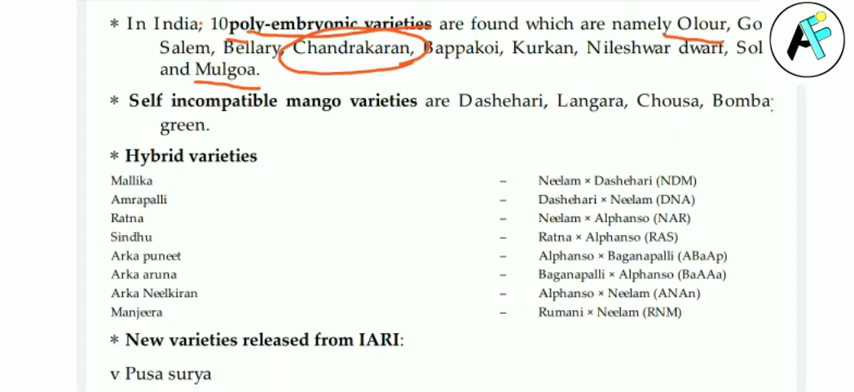 * In India; 10poly-embryonic varieties are found which are namely Olour, Go
Salem, Bellary, Chandrakaran, Bappakoi, Kurkan, Nileshwar dwarf, Sol
and Mulgoa.
* Self incompatible mango varieties are Dashehari, Langara, Chousa, Bombay
green.
* Hybrid varieties
Mallika – Neelam × Dashehari (NDM)
Amrapalli – Dashehari × Neelam (DNA)
Ratna – Neelam × Alphanso (NAR)
Sindhu – Ratna × Alphanso (RAS)
Arka puneet – Alphanso × Baganapalli (ABaAp)
Arka aruna – Baganapalli × Alphanso (BaAAa)
Arka Neelkiran – Alphanso × Neelam (ANAn)
Manjeera – Rumani × Neelam (RNM)
* New varieties released from IARI:
v Pusa surya